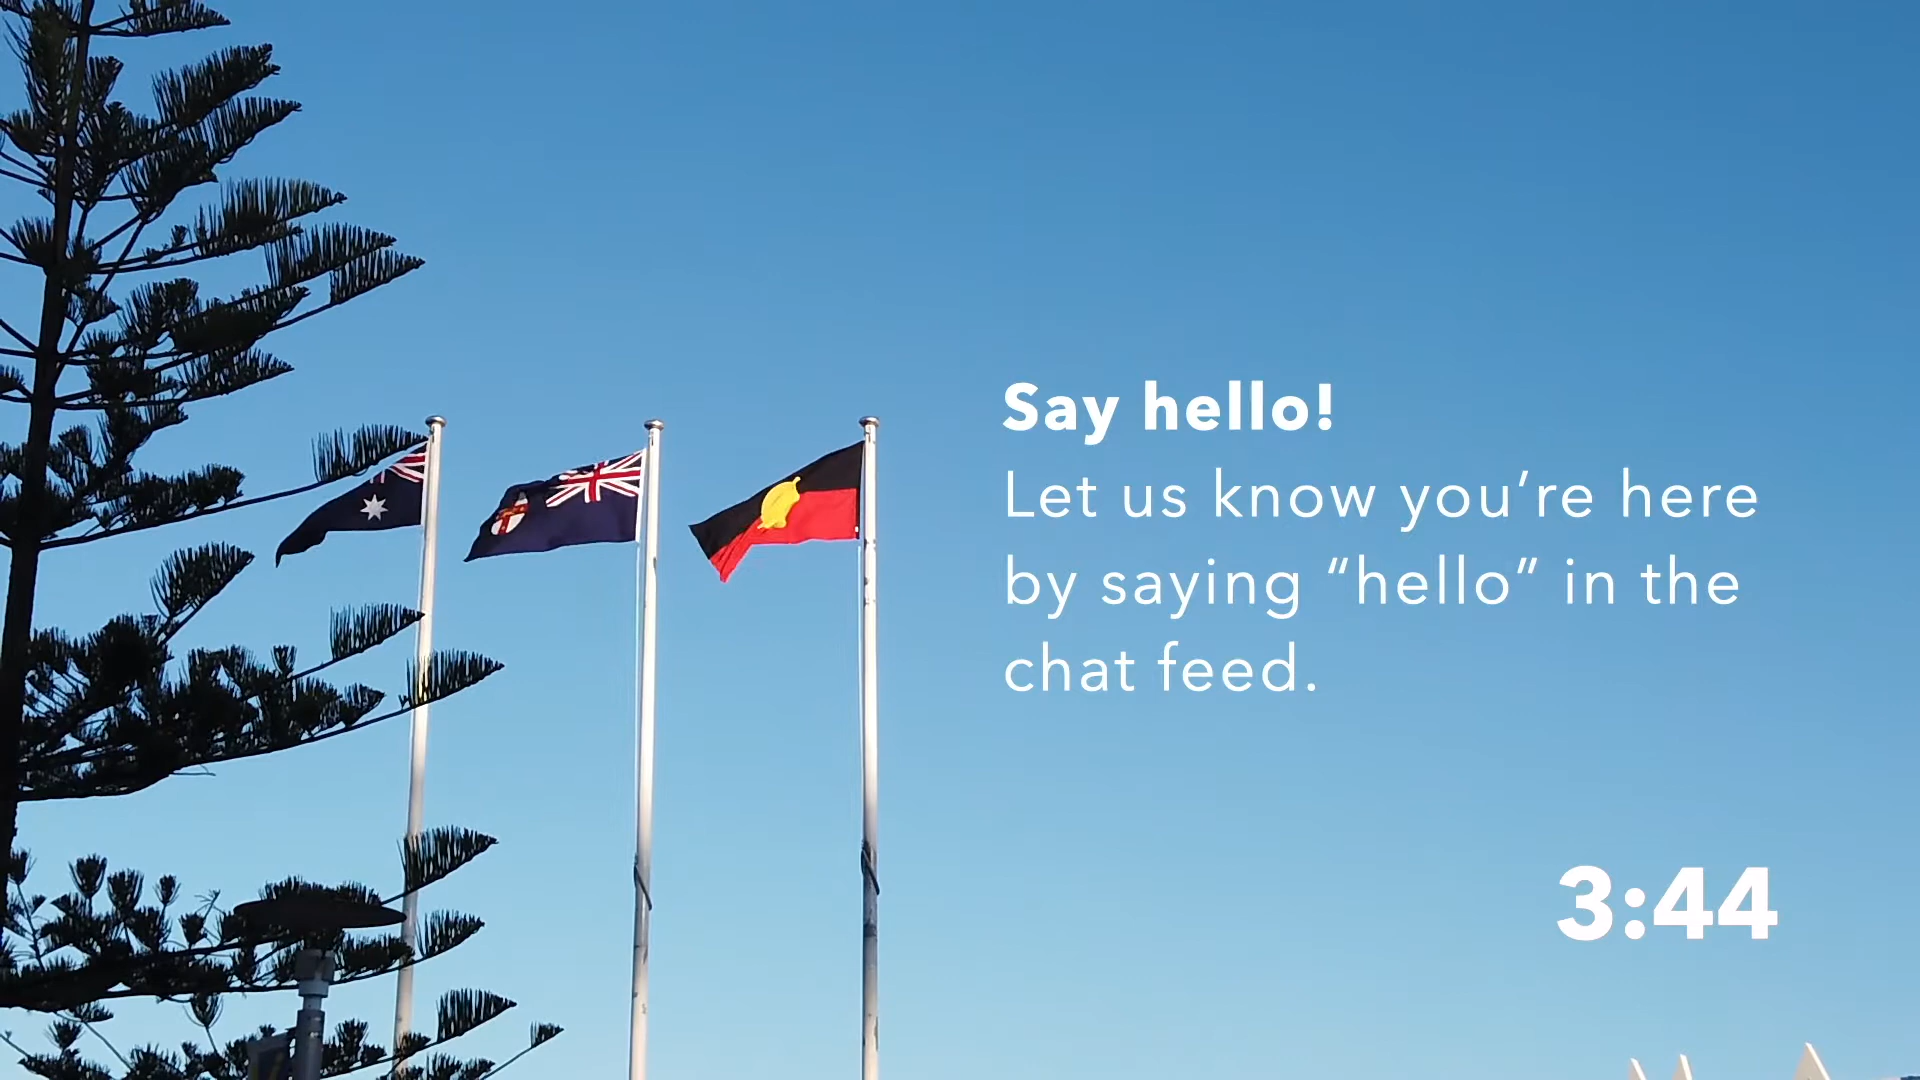 Say hello!
Let us know you’re here
by saying “hello” in the
chat feed.
3:44